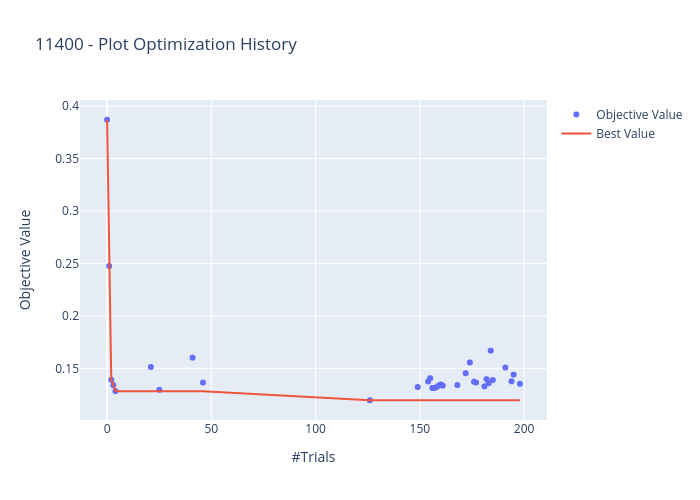 11400 - Plot Optimization History
Objective Value
Best Value
0.4
0.35
0.3
0.25
0.2
0.15
Objective Value
0
50
100
150
200
#Trials